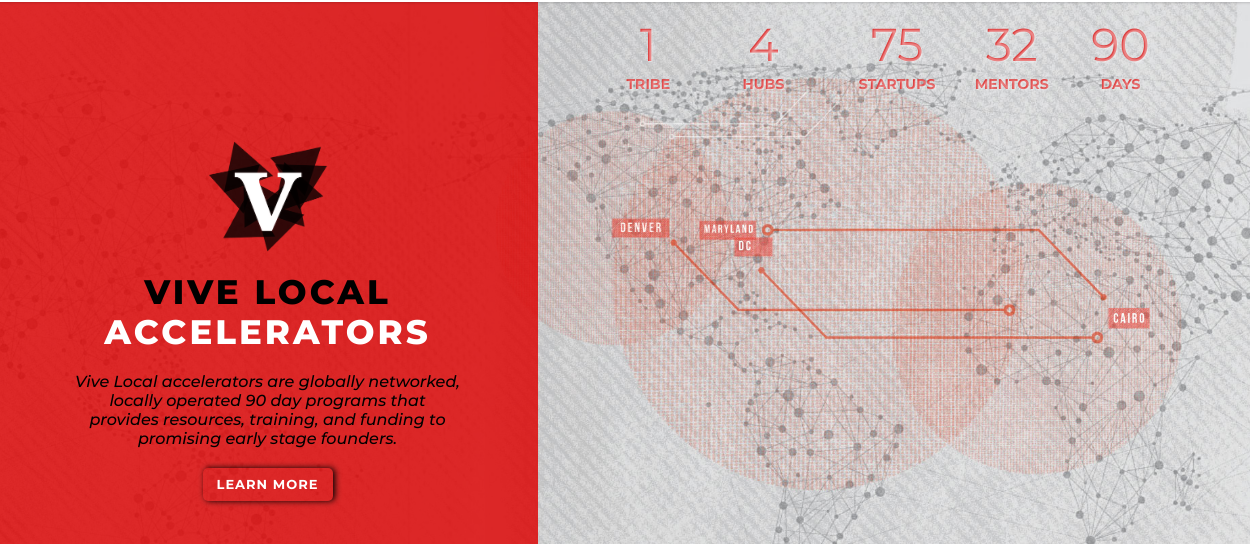 V
VIVE LOCAL
ACCELERATORS
Vive Local accelerators are globally networked,
locally operated 90 day programs that
provides resources, training, and funding to
promising early stage founders.
LEARN MORE
1 4 75 32 90
TRIBE HUBS STARTUPS MENTORS DAYS
DENVER
MARYLAND
DC
CAIRO